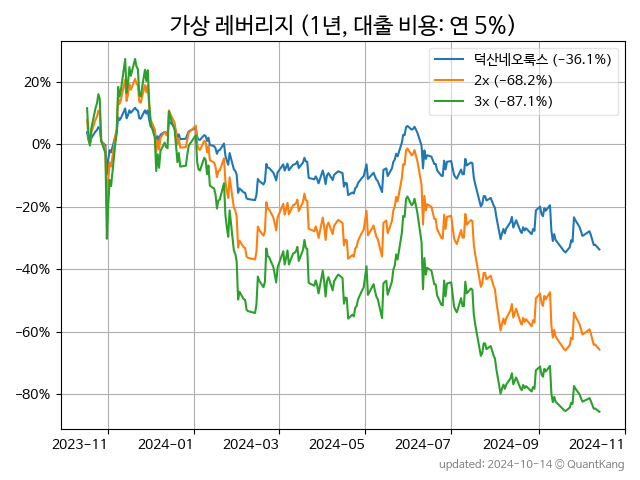 가상 레버리지 (1년, 대출 비용: 연 5%)
덕산네오룩스 (−36.1%)
2x (−68.2%)
3x (−87.1%)
20%
0%
−20%
−40%
−60%
−80%
2023−11 2024−01 2024−03 2024−05 2024−07 2024−09 2024−11
updated: 2024-10-14 © QuantKang